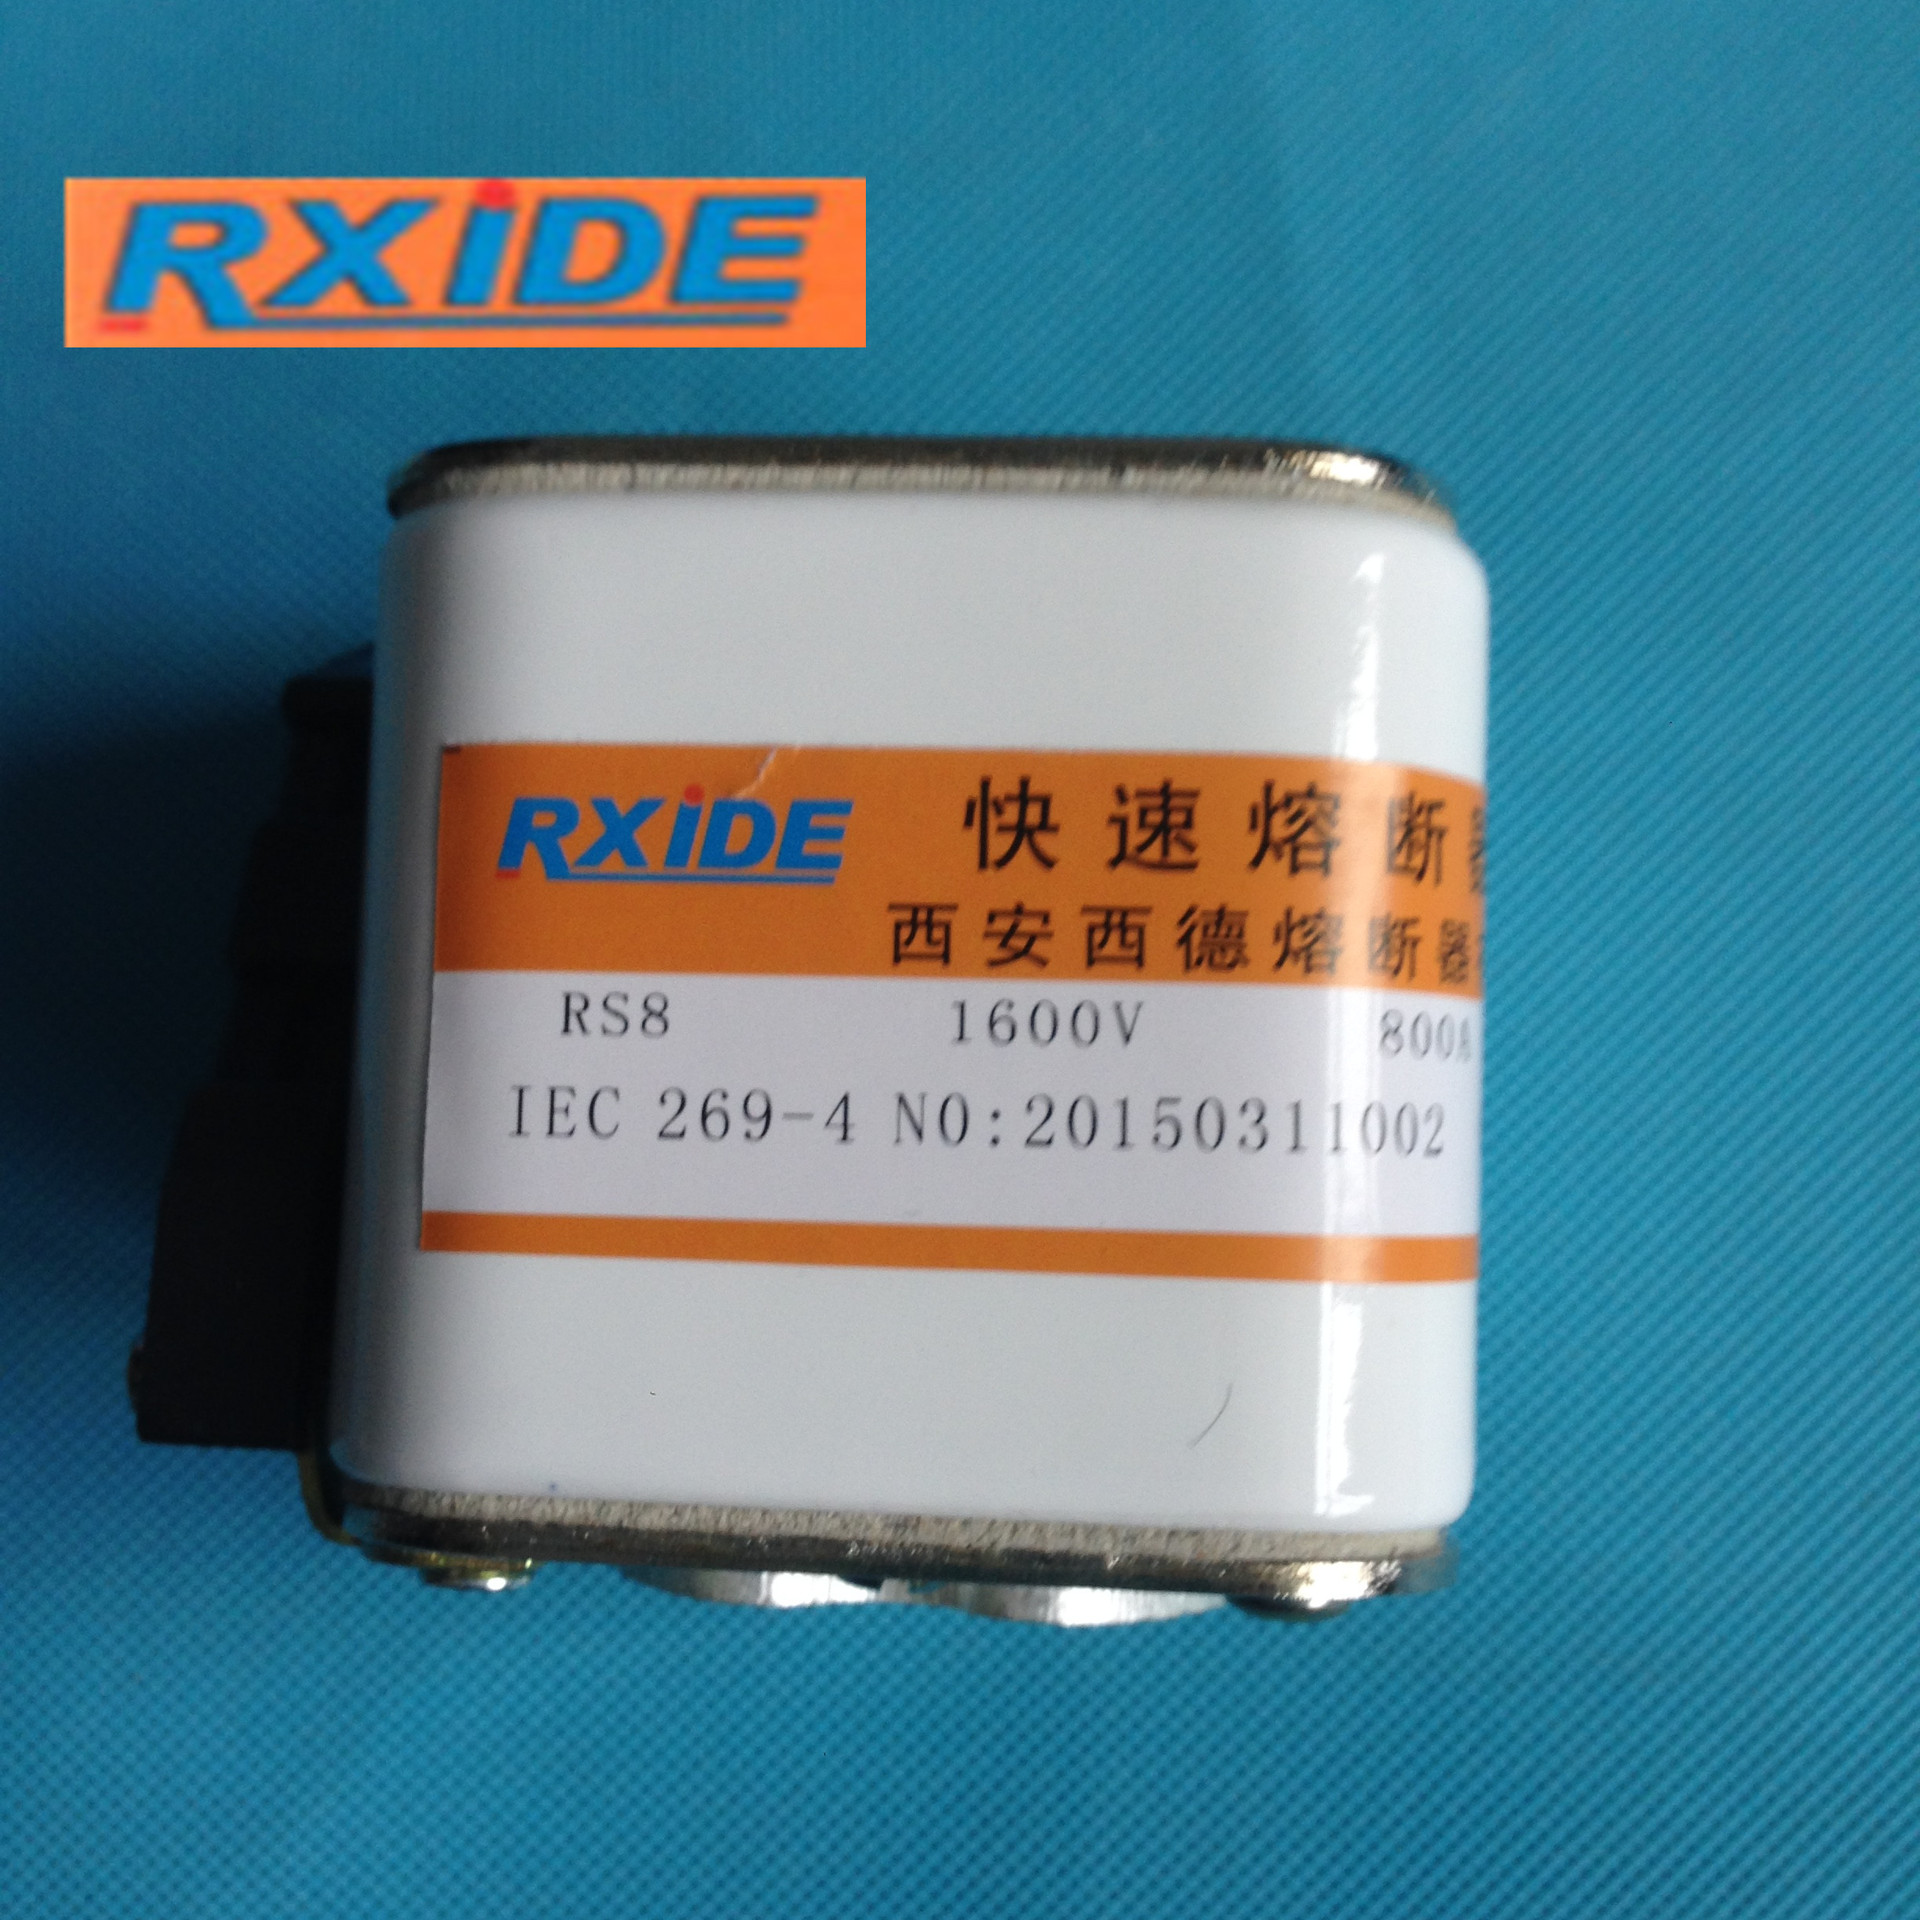 RXiDE
RXiDE 快速熔断器
西安西德熔断器
RS8 1600V 800A
IEC 269-4 NO:20150311002